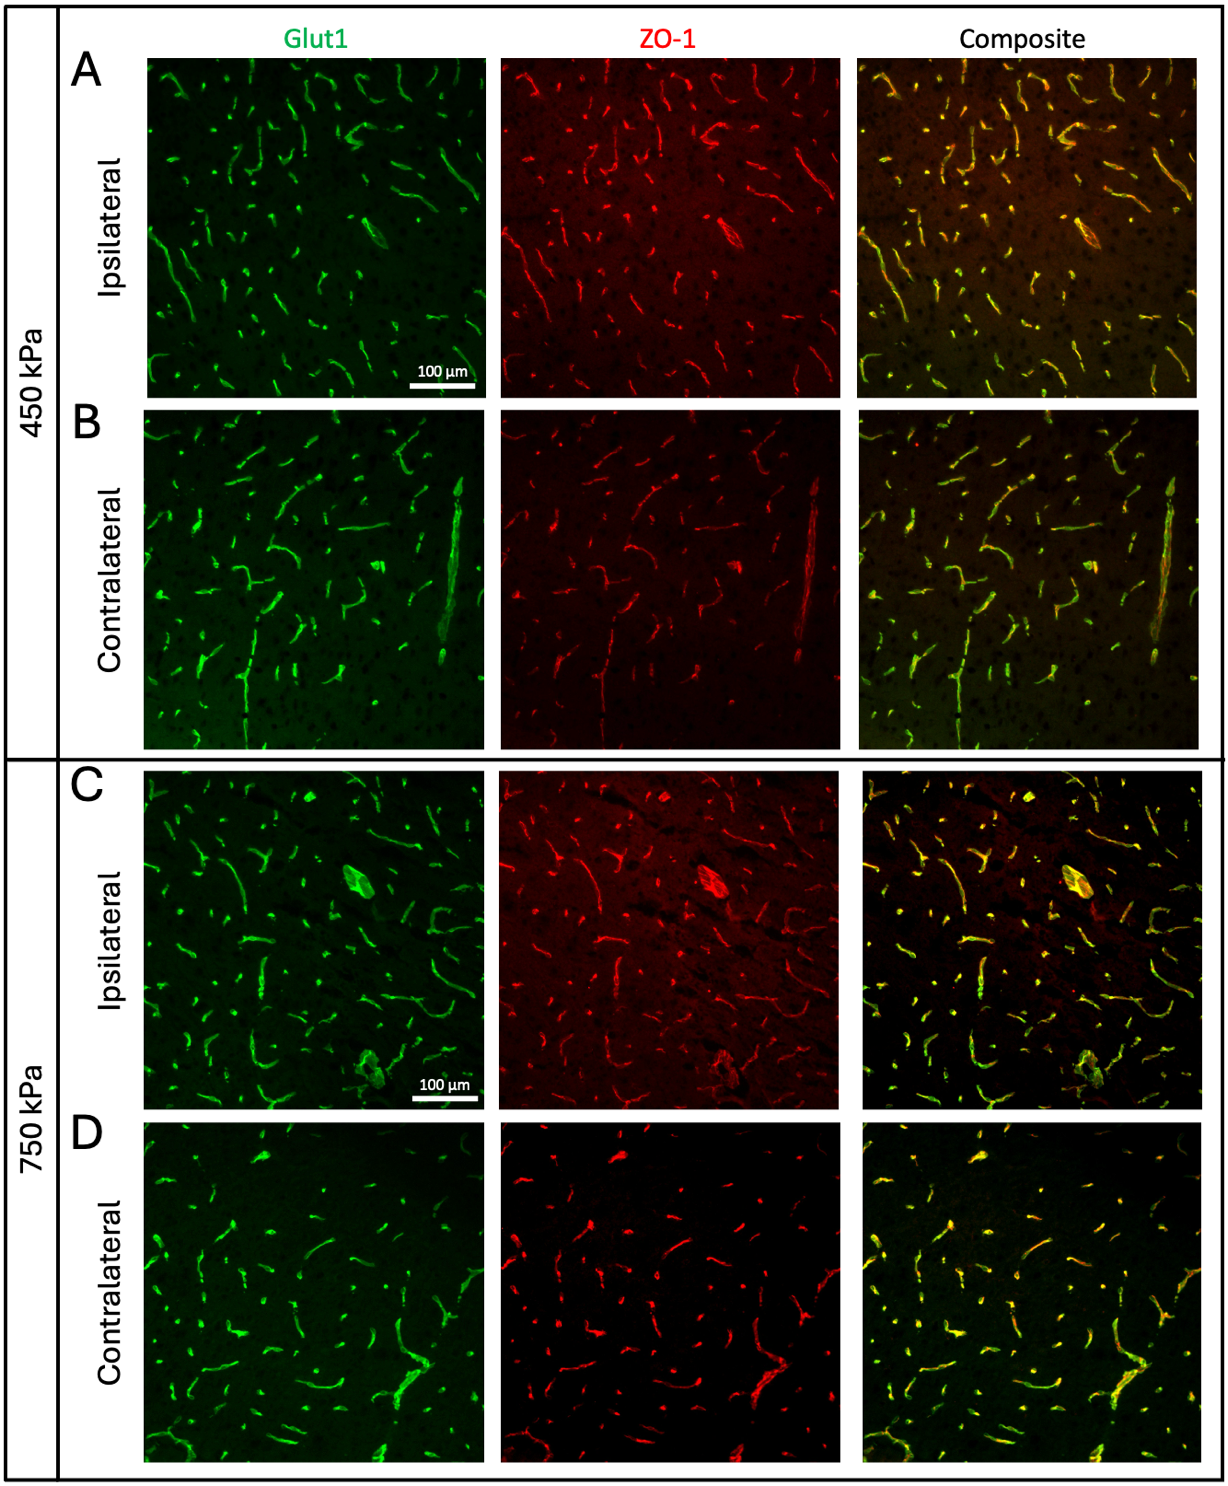 Glut1 ZO-1 Composite
A
Ipsilateral
100 µm
450 kPa
B
Contralateral
C
Ipsilateral
100 µm
750 kPa
D
Contralateral